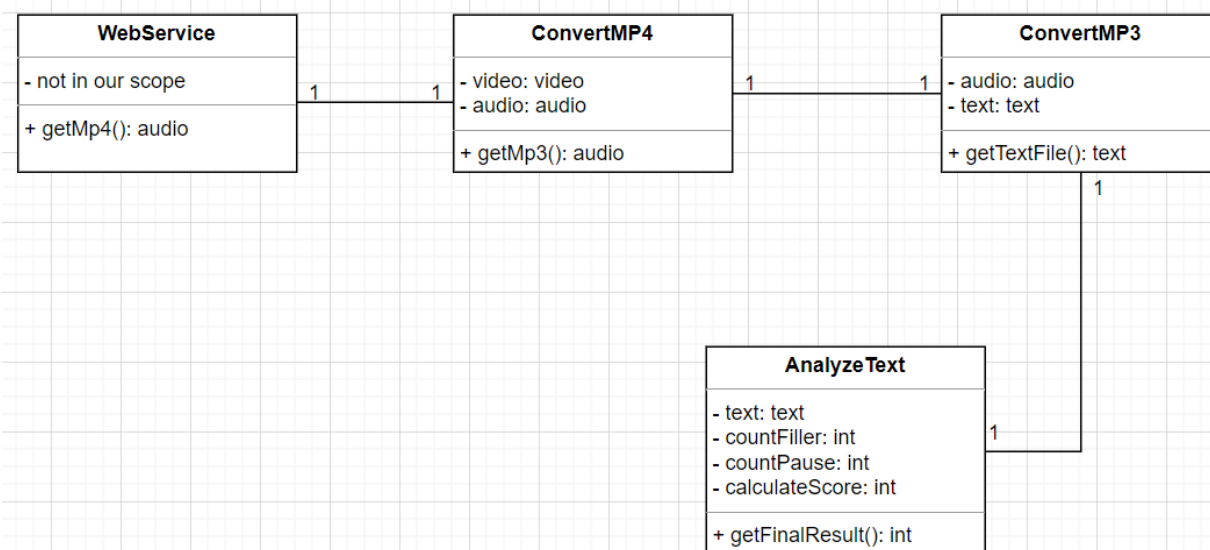 WebService
- not in our scope
+ getMp4(): audio
1
1
ConvertMP4
- video: video
- audio: audio
+ getMp3(): audio
1
1
ConvertMP3
- audio: audio
- text: text
+ getTextFile(): text
1
AnalyzeText
- text: text
- countFiller: int
- countPause: int
- calculateScore: int
+ getFinalResult(): int
1